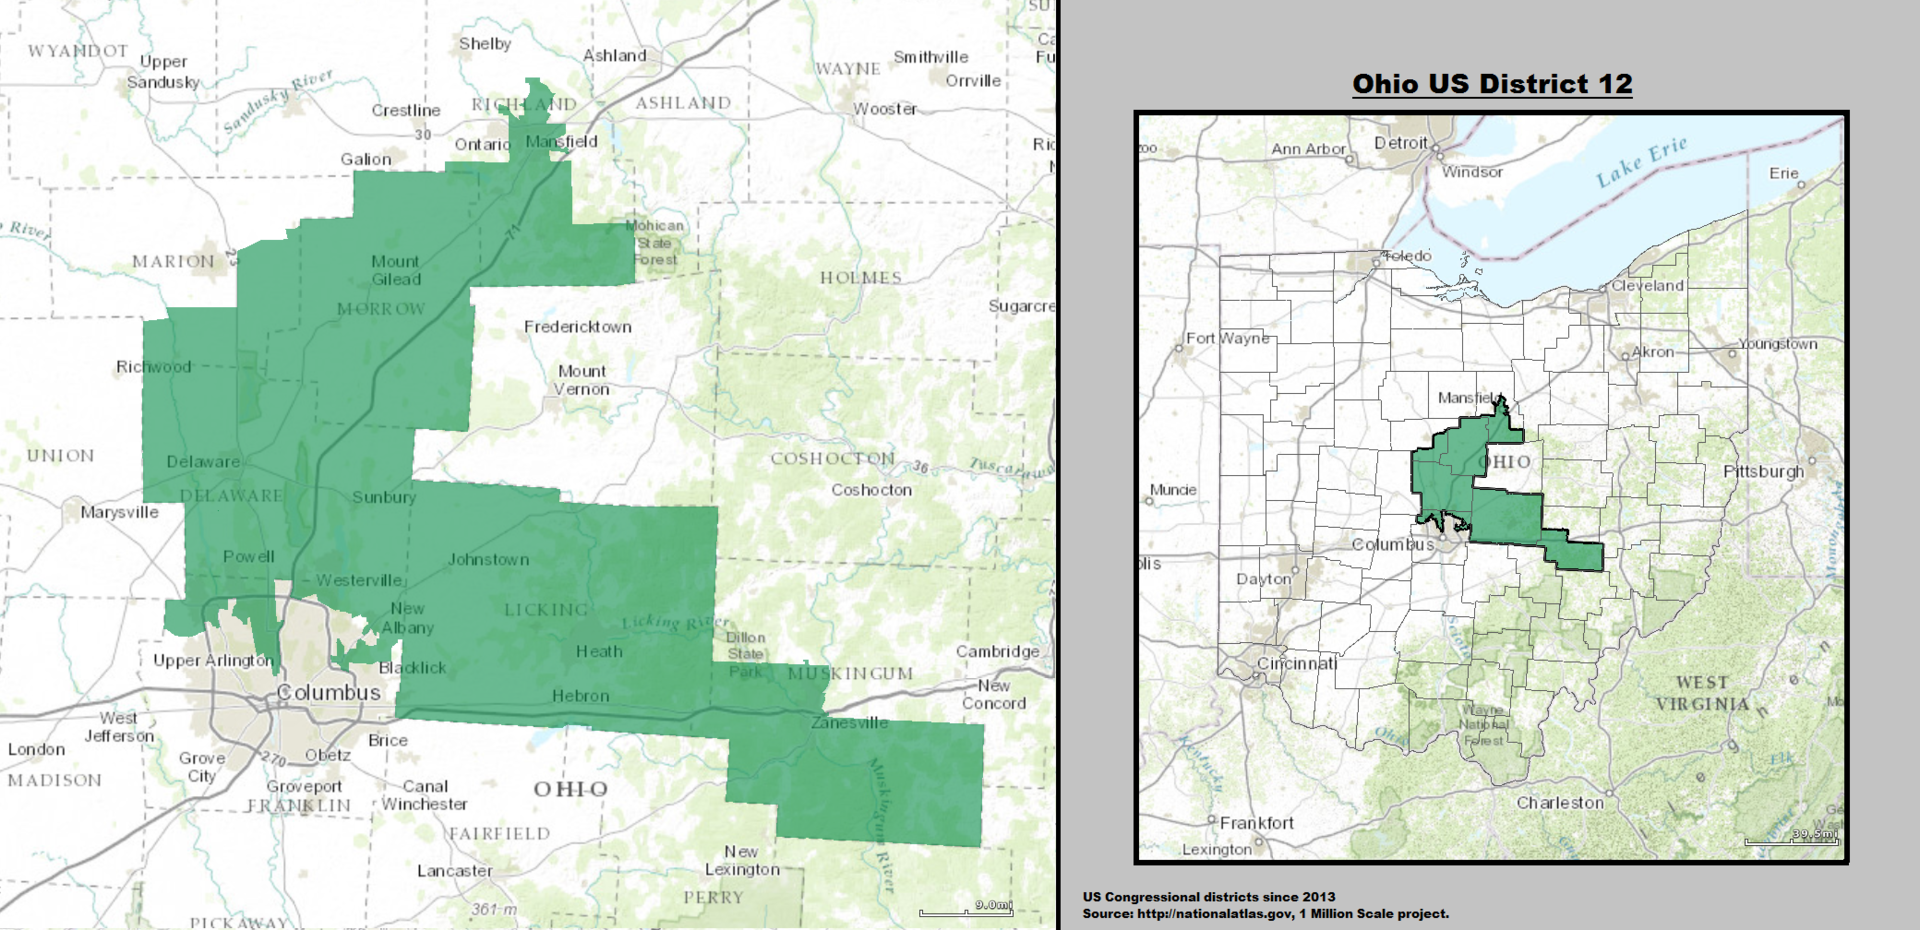 WYANDOT
Upper
Sandusky
Sandusky River
Shelby
Ashland
Smithville
Orrville
WAYNE
Wooster
Crestline
RICHLAND
ASHLAND
30
Ontario
Mansfield
Galion
River
MARION
23
71
Mount
Gilead
MORROW
Mohican
State
Forest
HOLMES
Sugarcre
Fredericktown
Richwood
Mount
Vernon
UNION
Delaware
DELAWARE
Sunbury
COSHOCTON
36
Tuscarawa
Coshocton
Marysville
Powell
Westerville
Johnstown
New
Albany
LICKING
Licking River
Dillon
State
Park
Heath
MUSKINGUM
Cambridge
New
Concord
Upper Arlington
Blacklick
Columbus
Hebron
Zanesville
West
Jefferson
London
MADISON
Grove
City
270
Obetz
Brice
Groveport
FRANKLIN
Canal
Winchester
OHIO
Muskingum River
FAIRFIELD
Lancaster
New
Lexington
PERRY
361-m
PICKAWAY
9.0mi
Ohio US District 12
Ann Arbor
Detroit
Windsor
Lake Erie
Erie
Toledo
Cleveland
Fort Wayne
Akron
Youngstown
Mansfield
OHIO
Pittsburgh
Muncie
Columbus
Dayton
Cincinnati
Scioto
WEST
VIRGINIA
Wayne
National
Forest
Ohio
Kentucky
Elk
Charleston
Frankfort
Lexington
39.5mi
US Congressional districts since 2013
Source: http://nationalatlas.gov, 1 Million Scale project.